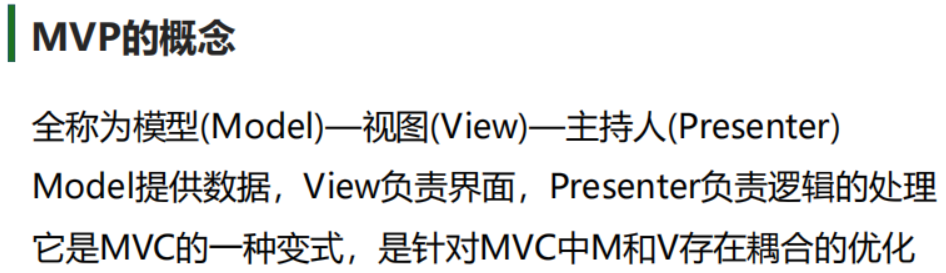 MVP的概念
全称为模型(Model)—视图(View)—主持人(Presenter)
Model提供数据，View负责界面，Presenter负责逻辑的处理
它是MVC的一种变式，是针对MVC中M和V存在耦合的优化